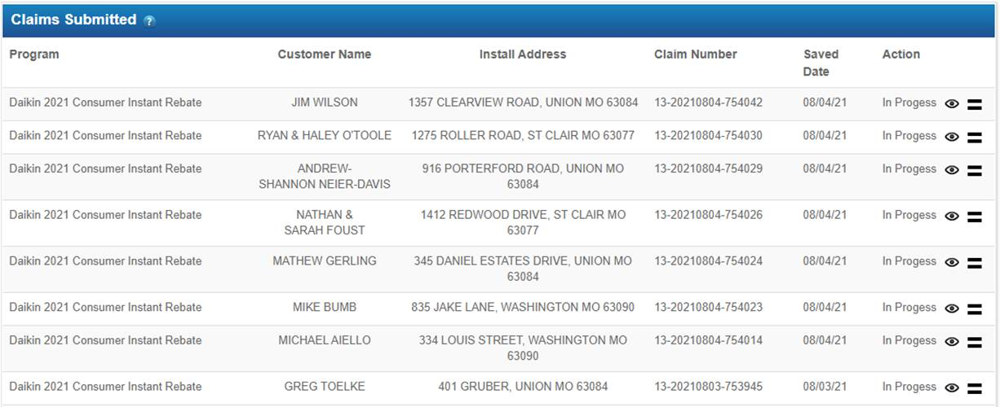 Claims Submitted ?
Program Customer Name Install Address Claim Number Saved Date Action
Daikin 2021 Consumer Instant Rebate JIM WILSON 1357 CLEARVIEW ROAD, UNION MO 63084 13-20210804-754042 08/04/21 In Progess
Daikin 2021 Consumer Instant Rebate RYAN & HALEY O'TOOLE 1275 ROLLER ROAD, ST CLAIR MO 63077 13-20210804-754030 08/04/21 In Progess
Daikin 2021 Consumer Instant Rebate ANDREW- 916 PORTERFORD ROAD, UNION MO 13-20210804-754029 08/04/21 In Progess
SHANNON NEIER-DAVIS 63084
Daikin 2021 Consumer Instant Rebate NATHAN & 1412 REDWOOD DRIVE, ST CLAIR MO 13-20210804-754026 08/04/21 In Progess
SARAH FOUST 63077
Daikin 2021 Consumer Instant Rebate MATHEW GERLING 345 DANIEL ESTATES DRIVE, UNION MO 13-20210804-754024 08/04/21 In Progess
63084
Daikin 2021 Consumer Instant Rebate MIKE BUMB 835 JAKE LANE, WASHINGTON MO 63090 13-20210804-754023 08/04/21 In Progess
Daikin 2021 Consumer Instant Rebate MICHAEL AIELLO 334 LOUIS STREET, WASHINGTON MO 13-20210804-754014 08/04/21 In Progess
63090
Daikin 2021 Consumer Instant Rebate GREG TOELKE 401 GRUBER, UNION MO 63084 13-20210803-753945 08/03/21 In Progess